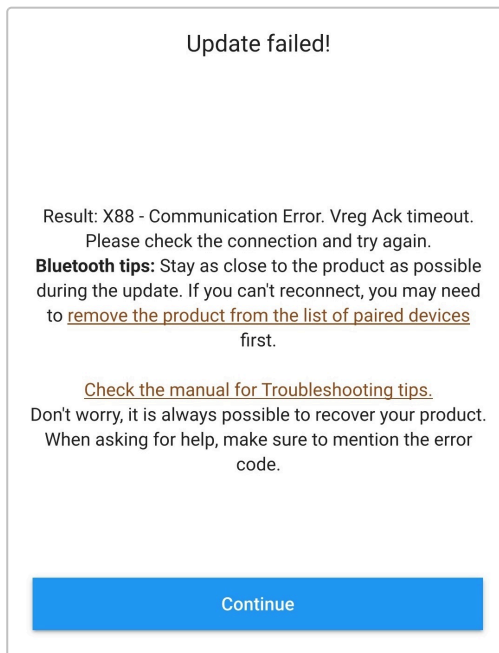 Update failed!
Result: X88 - Communication Error. Vreg Ack timeout.
Please check the connection and try again.
Bluetooth tips: Stay as close to the product as possible
during the update. If you can't reconnect, you may need
to remove the product from the list of paired devices
first.
Check the manual for Troubleshooting tips.
Don't worry, it is always possible to recover your product.
When asking for help, make sure to mention the error
code.
Continue